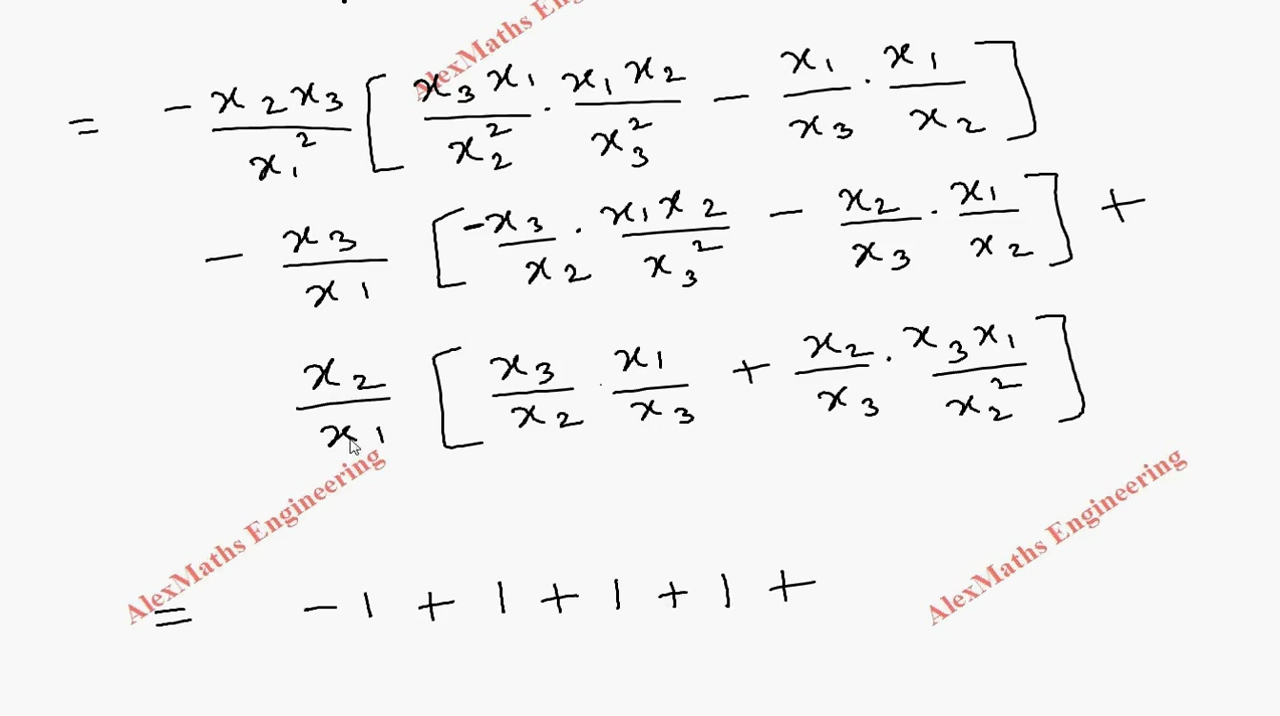 AlexMaths En
= - x₂x₃/x₁² [ x₃x₁/x₂² · x₁x₂/x₃² - x₁/x₃ · x₁/x₂ ]
- x₃/x₁ [ -x₃/x₂ · x₁x₂/x₃² - x₂/x₃ · x₁/x₂ ] +
x₂/x₁ [ x₃/x₂ · x₁/x₃ + x₂/x₃ · x₃x₁/x₂² ]
AlexMaths Engineering
AlexMaths Engineering
= -1 + 1 + 1 + 1 +